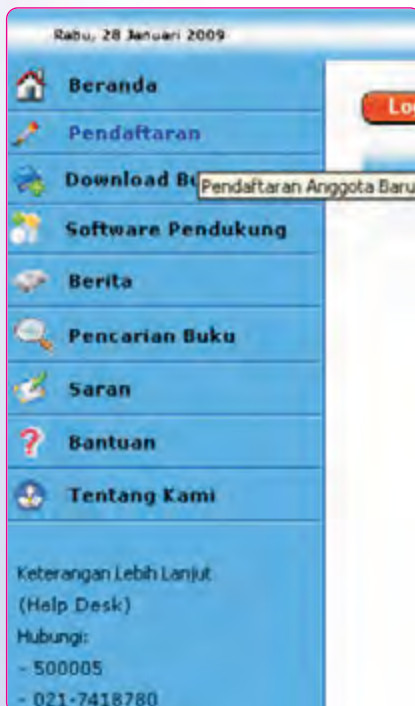 Rabu, 28 Januari 2009
Beranda
Pendaftaran
Download
Pendaftaran Anggota Baru
Software Pendukung
Berita
Pencarian Buku
Saran
Bantuan
Tentang Kami
Keterangan Lebih Lanjut
(Help Desk)
Hubungi:
- 500005
- 021-7418780